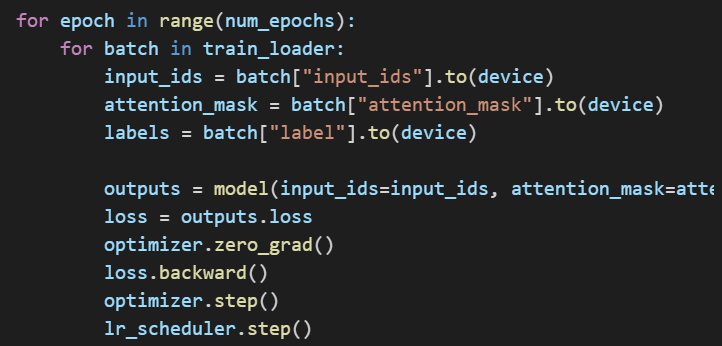 for epoch in range(num_epochs):
    for batch in train_loader:
        input_ids = batch["input_ids"].to(device)
        attention_mask = batch["attention_mask"].to(device)
        labels = batch["label"].to(device)

        outputs = model(input_ids=input_ids, attention_mask=atte
        loss = outputs.loss
        optimizer.zero_grad()
        loss.backward()
        optimizer.step()
        lr_scheduler.step()